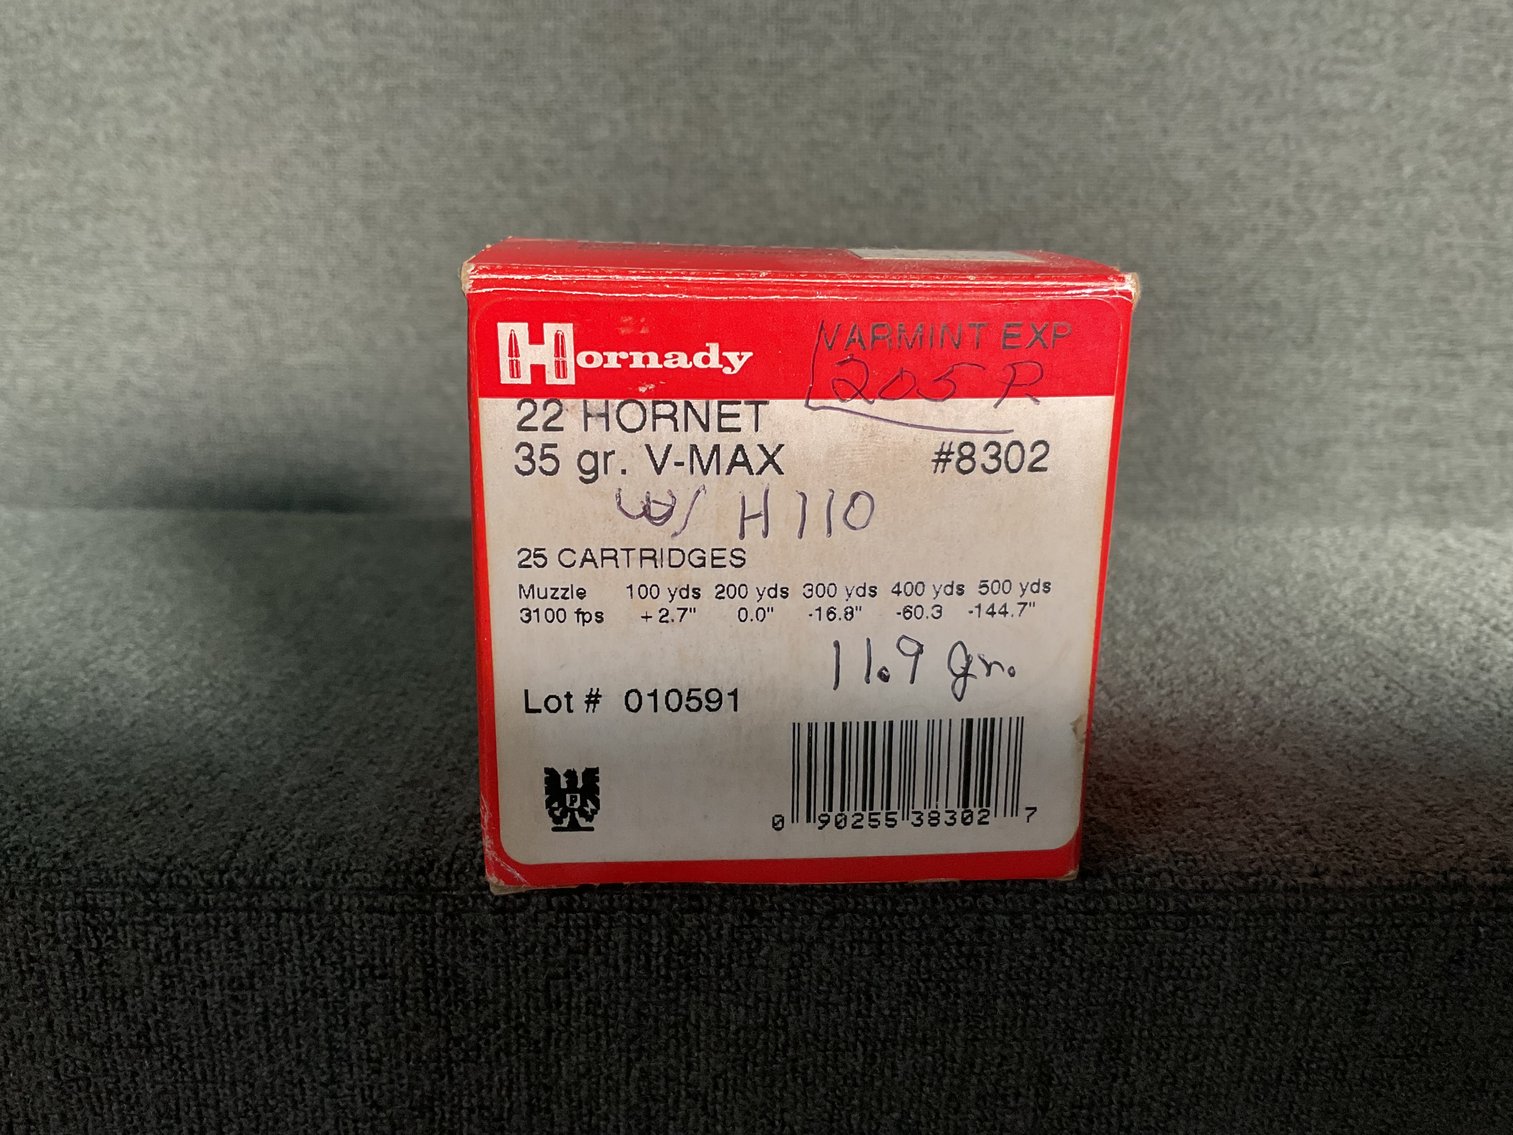 Hornady
VARMINT EXP
205 R
22 HORNET
35 gr. V-MAX #8302
w/ H110
25 CARTRIDGES
Muzzle 100 yds 200 yds 300 yds 400 yds 500 yds
3100 fps +2.7" 0.0" -16.8" -60.3 -144.7"
11.9 gr.
Lot # 010591
0 90255 38302 7